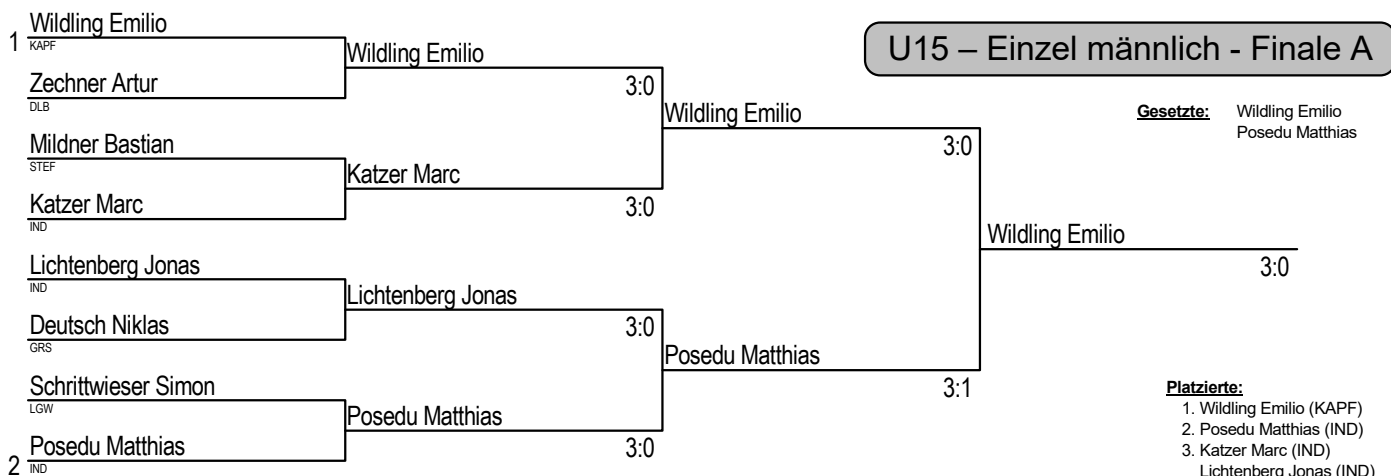 U15 – Einzel männlich - Finale A
Gesetzte: Wildling Emilio
Posedu Matthias
1 Wildling Emilio
KAPF
Zechner Artur
DLB
Mildner Bastian
STEF
Katzer Marc
IND
Lichtenberg Jonas
IND
Deutsch Niklas
GRS
Schrittwieser Simon
LGW
2 Posedu Matthias
IND
Wildling Emilio
3:0
Katzer Marc
3:0
Lichtenberg Jonas
3:0
Posedu Matthias
3:0
Wildling Emilio
3:0
Posedu Matthias
3:1
Wildling Emilio
3:0
Platzierte:
1. Wildling Emilio (KAPF)
2. Posedu Matthias (IND)
3. Katzer Marc (IND)
Lichtenberg Jonas (IND)